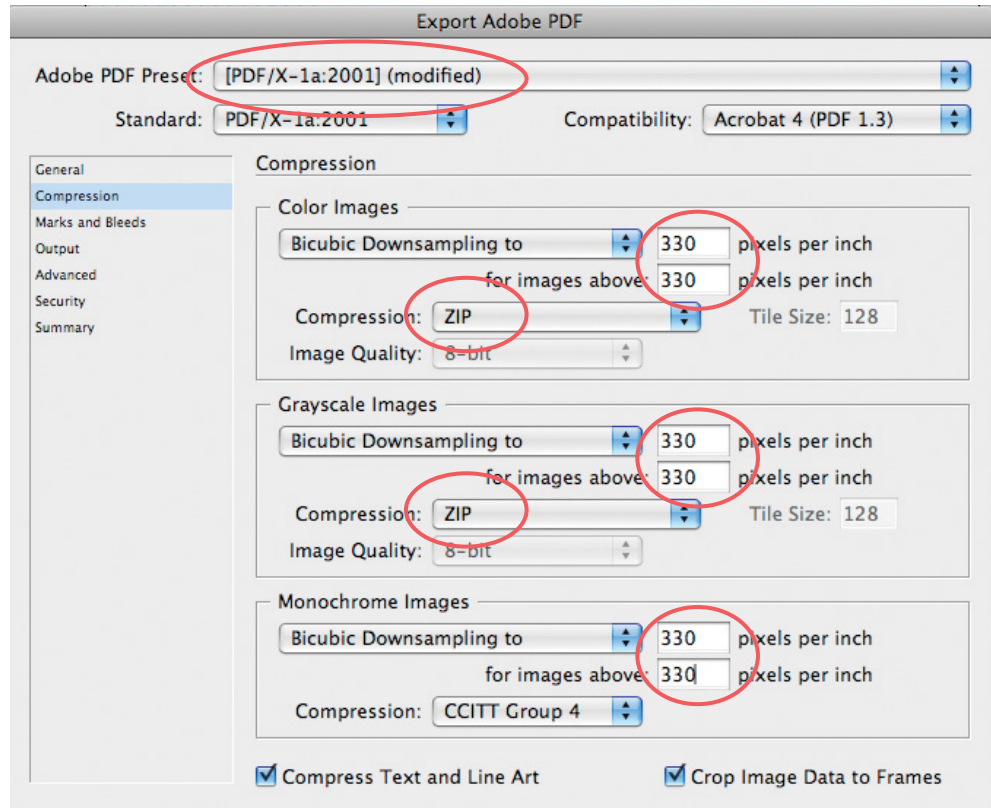 Export Adobe PDF
Adobe PDF Preset: [PDF/X-1a:2001] (modified)
Standard: PDF/X-1a:2001 Compatibility: Acrobat 4 (PDF 1.3)
General
Compression
Marks and Bleeds
Output
Advanced
Security
Summary
Compression
Color Images
Bicubic Downsampling to 330 pixels per inch
for images above: 330 pixels per inch
Compression: ZIP Tile Size: 128
Image Quality: 8-bit
Grayscale Images
Bicubic Downsampling to 330 pixels per inch
for images above: 330 pixels per inch
Compression: ZIP Tile Size: 128
Image Quality: 8-bit
Monochrome Images
Bicubic Downsampling to 330 pixels per inch
for images above: 330 pixels per inch
Compression: CCITT Group 4
Compress Text and Line Art Crop Image Data to Frames